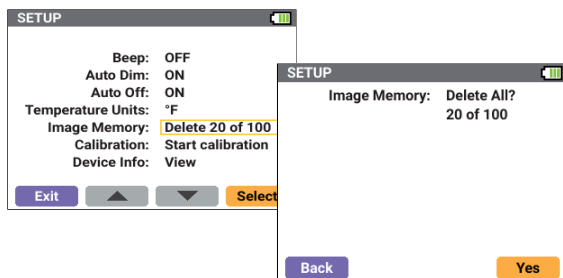 SETUP
Beep: OFF
Auto Dim: ON
Auto Off: ON
Temperature Units: °F
Image Memory: Delete 20 of 100
Calibration: Start calibration
Device Info: View
Exit Select
SETUP
Image Memory: Delete All?
20 of 100
Back Yes